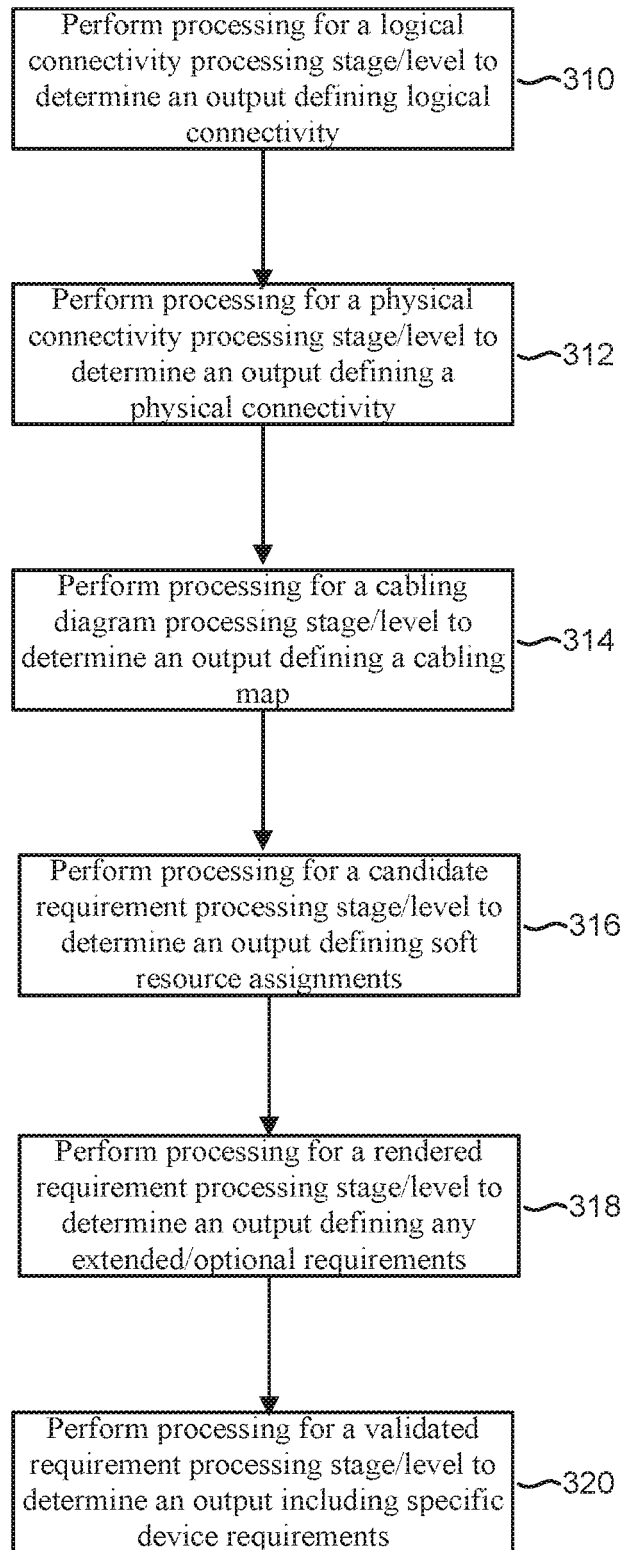 Perform processing for a logical
connectivity processing stage/level to
determine an output defining logical
connectivity
310
Perform processing for a physical
connectivity processing stage/level to
determine an output defining a
physical connectivity
312
Perform processing for a cabling
diagram processing stage/level to
determine an output defining a cabling
map
314
Perform processing for a candidate
requirement processing stage/level to
determine an output defining soft
resource assignments
316
Perform processing for a rendered
requirement processing stage/level to
determine an output defining any
extended/optional requirements
318
Perform processing for a validated
requirement processing stage/level to
determine an output including specific
device requirements
320